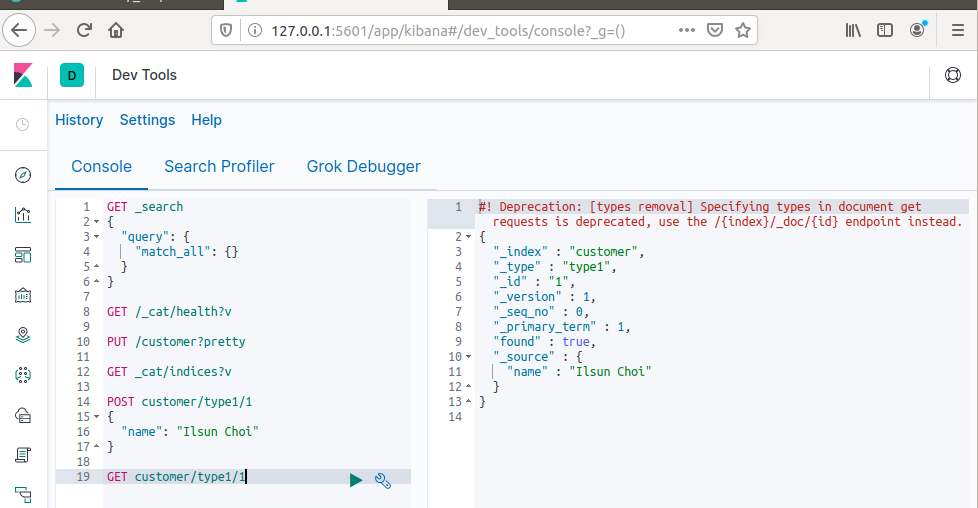 127.0.0.1:5601/app/kibana#/dev_tools/console?_g=()
D Dev Tools
History Settings Help
Console Search Profiler Grok Debugger
1 GET _search
2 {
3 "query": {
4 "match_all": {}
5 }
6 }
7
8 GET /_cat/health?v
9
10 PUT /customer?pretty
11
12 GET _cat/indices?v
13
14 POST customer/type1/1
15 {
16 "name": "Ilsun Choi"
17 }
18
19 GET customer/type1/1
1 #! Deprecation: [types removal] Specifying types in document get
requests is deprecated, use the /{index}/_doc/{id} endpoint instead.
2 {
3 "_index" : "customer",
4 "_type" : "type1",
5 "_id" : "1",
6 "_version" : 1,
7 "_seq_no" : 0,
8 "_primary_term" : 1,
9 "found" : true,
10 "_source" : {
11 "name" : "Ilsun Choi"
12 }
13 }
14